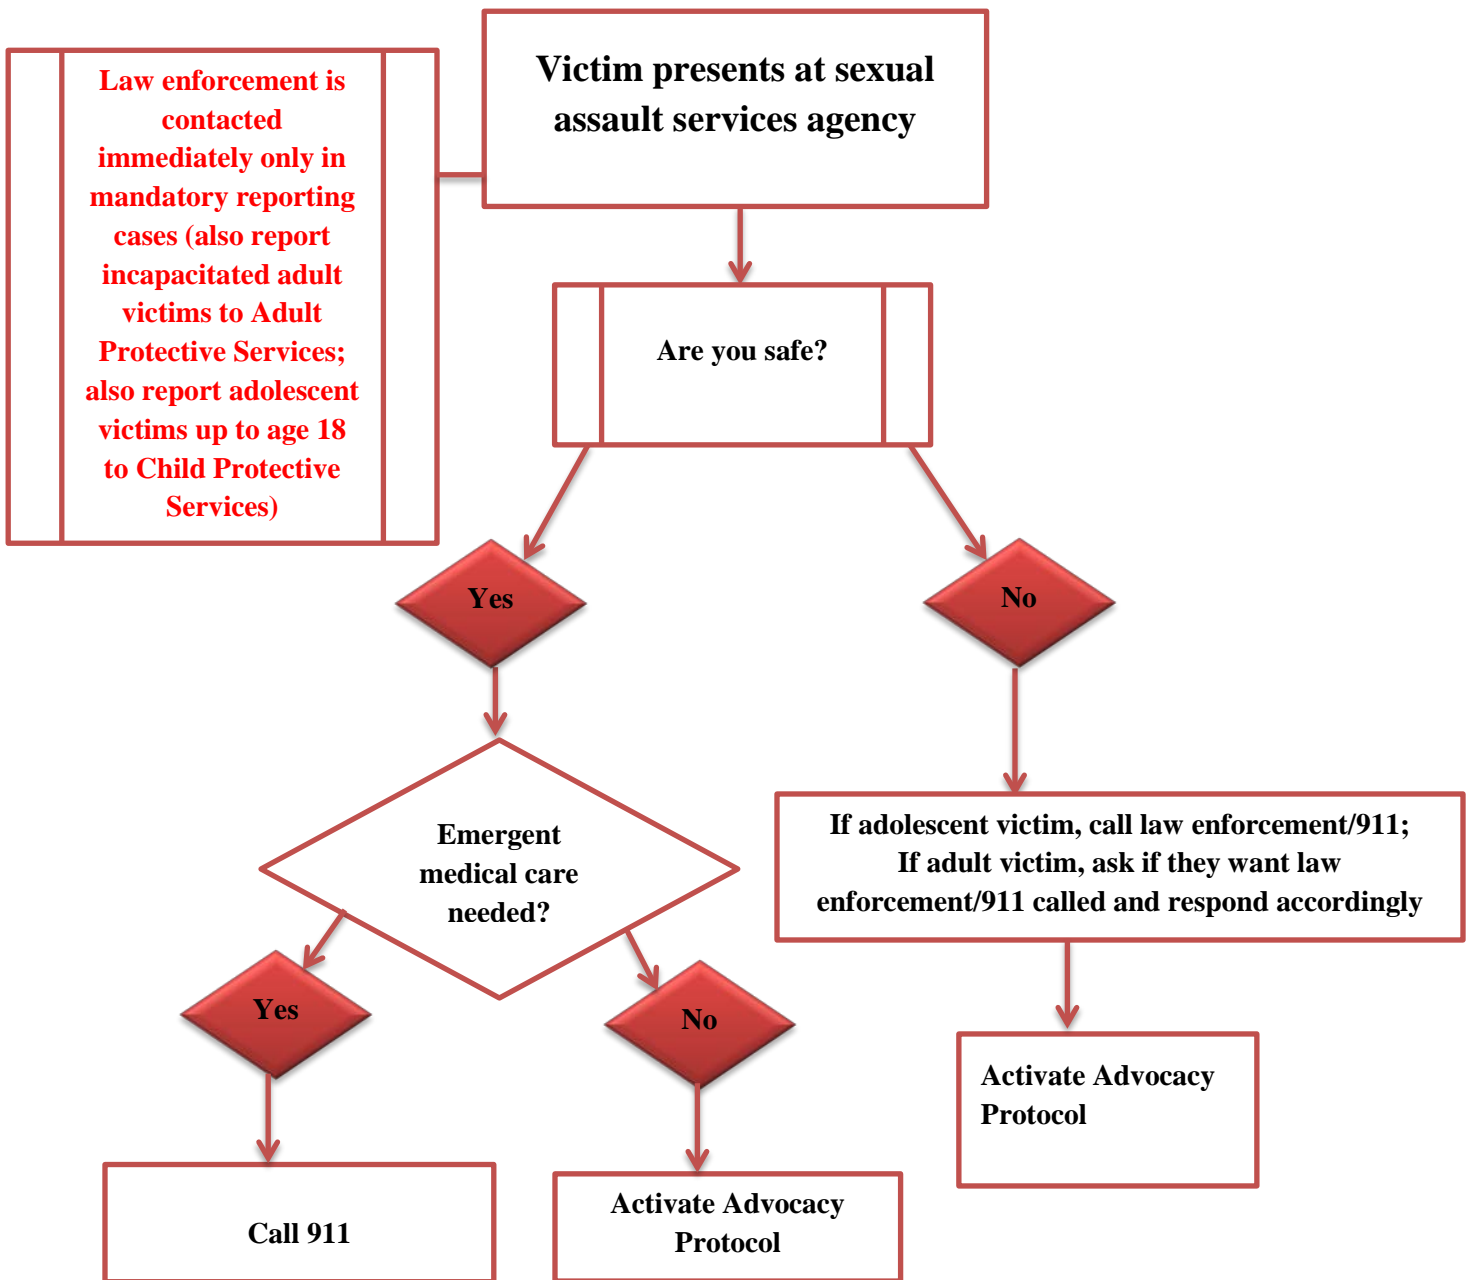 Victim presents at sexual
assault services agency
Law enforcement is
contacted
immediately only in
mandatory reporting
cases (also report
incapacitated adult
victims to Adult
Protective Services;
also report adolescent
victims up to age 18
to Child Protective
Services)
Are you safe?
Yes
No
Emergent
medical care
needed?
If adolescent victim, call law enforcement/911;
If adult victim, ask if they want law
enforcement/911 called and respond accordingly
Yes
No
Activate Advocacy
Protocol
Call 911
Activate Advocacy
Protocol